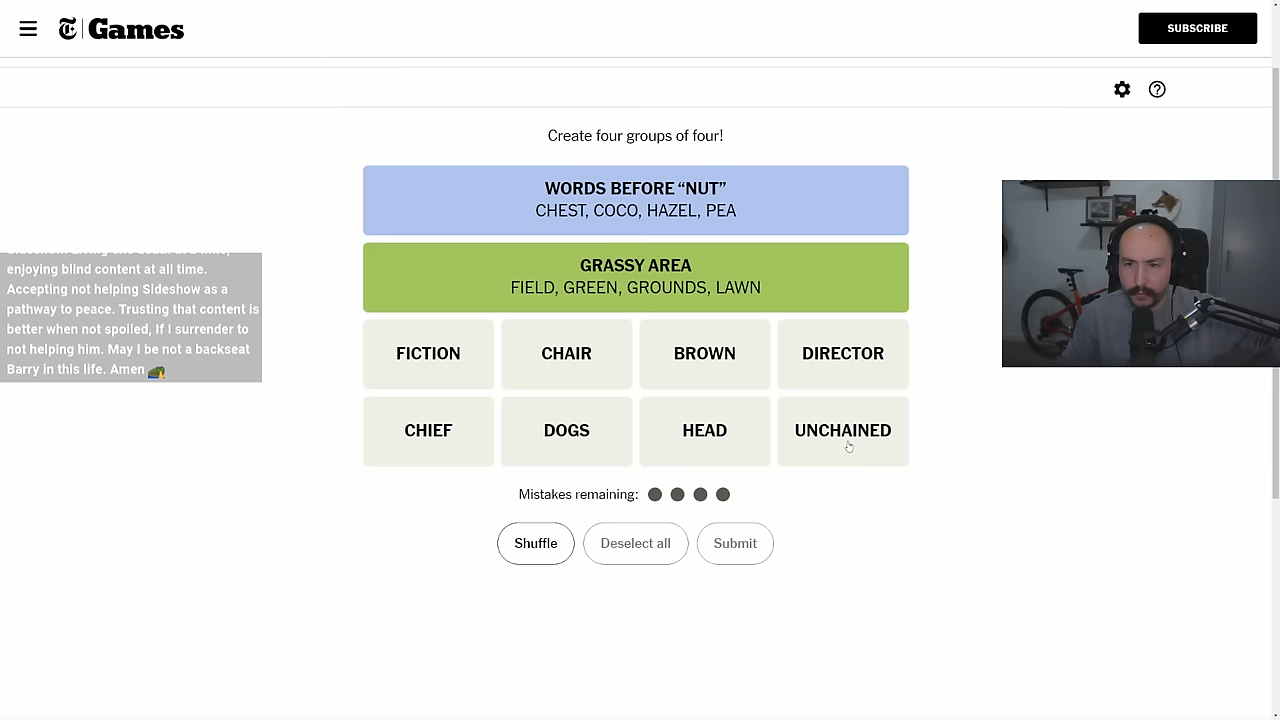 Games
SUBSCRIBE
Create four groups of four!
WORDS BEFORE “NUT”
CHEST, COCO, HAZEL, PEA
GRASSY AREA
FIELD, GREEN, GROUNDS, LAWN
FICTION CHAIR BROWN DIRECTOR
CHIEF DOGS HEAD UNCHAINED
Mistakes remaining:
Shuffle Deselect all Submit
enjoying blind content at all time.
Accepting not helping Sideshow as a
pathway to peace. Trusting that content is
better when not spoiled, If I surrender to
not helping him. May I be not a backseat
Barry in this life. Amen